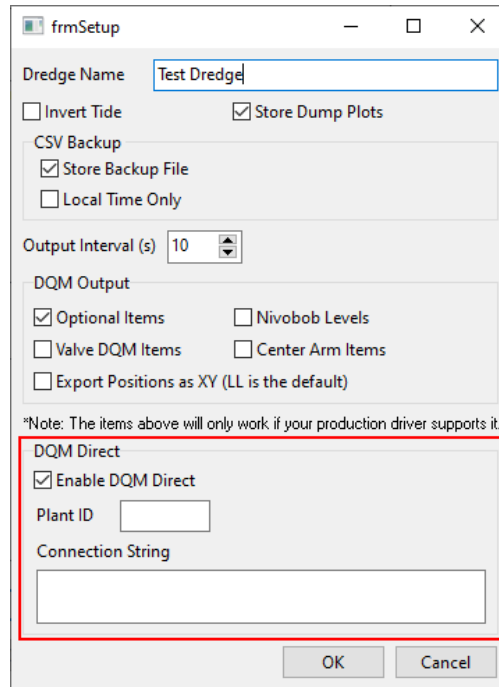 frmSetup
Dredge Name Test Dredge
Invert Tide Store Dump Plots
CSV Backup
Store Backup File
Local Time Only
Output Interval (s) 10
DQM Output
Optional Items Nivobob Levels
Valve DQM Items Center Arm Items
Export Positions as XY (LL is the default)
*Note: The items above will only work if your production driver supports it.
DQM Direct
Enable DQM Direct
Plant ID
Connection String
OK Cancel